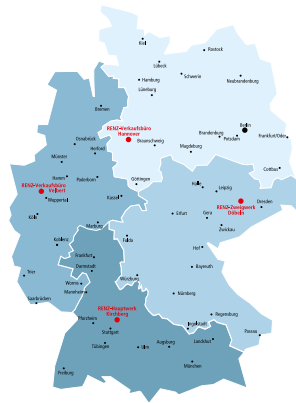 Kiel
Rostock
Lübeck
Hamburg
Schwerin
Neubrandenburg
Lüneburg
Bremen
RENZ-Verkaufsbüro
Hannover
Berlin
Brandenburg
Potsdam
Frankfurt/Oder
Braunschweig
Osnabrück
Herford
Magdeburg
Münster
Cottbus
Hamm
Paderborn
Göttingen
Halle
Leipzig
RENZ-Verkaufsbüro
Velbert
Wuppertal
Kassel
RENZ-Zweigwerk
Döbeln
Dresden
Köln
Erfurt
Gera
Zwickau
Marburg
Fulda
Koblenz
Hof
Frankfurt
Trier
Darmstadt
Bayreuth
Würzburg
Worms
Mannheim
Nürnberg
Saarbrücken
RENZ-Hauptwerk
Kirchberg
Pforzheim
Regensburg
Stuttgart
Ingolstadt
Passau
Tübingen
Ulm
Augsburg
Landshut
Freiburg
München